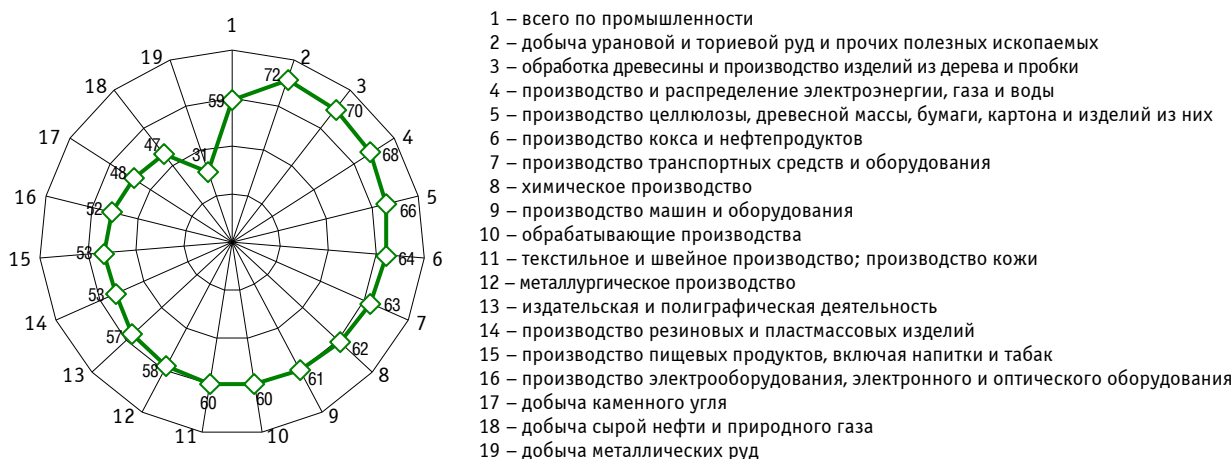 1
2
3
4
5
6
7
8
9
10
11
12
13
14
15
16
17
18
19
59
72
70
68
66
64
63
62
61
60
60
58
57
53
53
52
48
47
31
1 – всего по промышленности
2 – добыча урановой и ториевой руд и прочих полезных ископаемых
3 – обработка древесины и производство изделий из дерева и пробки
4 – производство и распределение электроэнергии, газа и воды
5 – производство целлюлозы, древесной массы, бумаги, картона и изделий из них
6 – производство кокса и нефтепродуктов
7 – производство транспортных средств и оборудования
8 – химическое производство
9 – производство машин и оборудования
10 – обрабатывающие производства
11 – текстильное и швейное производство; производство кожи
12 – металлургическое производство
13 – издательская и полиграфическая деятельность
14 – производство резиновых и пластмассовых изделий
15 – производство пищевых продуктов, включая напитки и табак
16 – производство электрооборудования, электронного и оптического оборудования
17 – добыча каменного угля
18 – добыча сырой нефти и природного газа
19 – добыча металлических руд